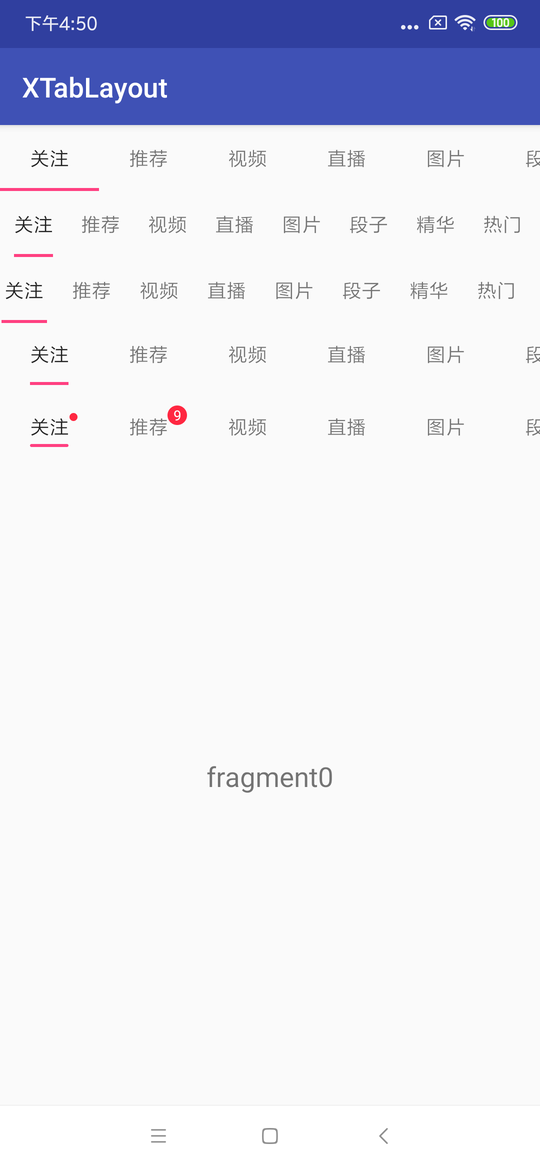 下午4:50 100
XTabLayout
关注 推荐 视频 直播 图片
关注 推荐 视频 直播 图片 段子 精华 热门
关注 推荐 视频 直播 图片 段子 精华 热门
关注 推荐 视频 直播 图片
关注 推荐 9 视频 直播 图片
fragment0